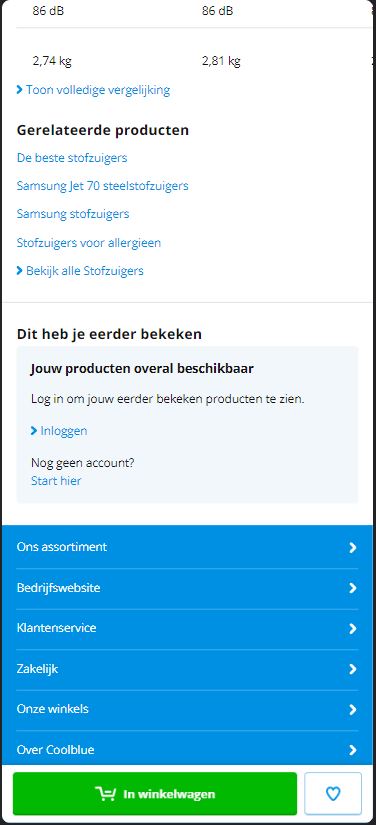 86 dB 86 dB
2,74 kg 2,81 kg
Toon volledige vergelijking
Gerelateerde producten
De beste stofzuigers
Samsung Jet 70 steelstofzuigers
Samsung stofzuigers
Stofzuigers voor allergieen
Bekijk alle Stofzuigers
Dit heb je eerder bekeken
Jouw producten overal beschikbaar
Log in om jouw eerder bekeken producten te zien.
Inloggen
Nog geen account?
Start hier
Ons assortiment
Bedrijfswebsite
Klantenservice
Zakelijk
Onze winkels
Over Coolblue
In winkelwagen